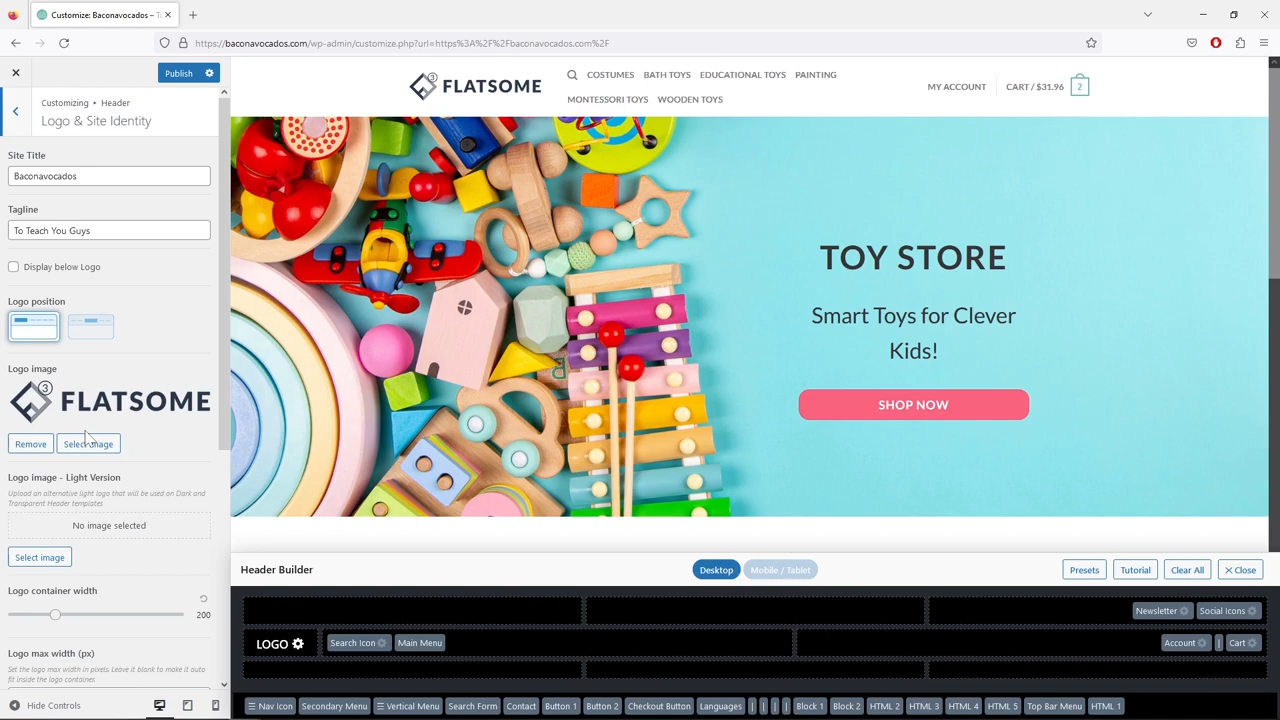 Customize: Baconavocados – To
https://baconavocados.com/wp-admin/customize.php?url=https%3A%2F%2Fbaconavocados.com%2F
Publish
Customizing ▸ Header
Logo & Site Identity
Site Title
Baconavocados
Tagline
To Teach You Guys
Display below Logo
Logo position
Logo image
3 FLATSOME
Remove Select image
Logo image - Light Version
Upload an alternative light logo that will be used on Dark and
Transparent Header templates
No image selected
Select image
Logo container width
200
Logo max width (px)
Set the logo max width in pixels. Leave it blank to make it auto
fit inside the logo container.
Hide Controls
3 FLATSOME
COSTUMES BATH TOYS EDUCATIONAL TOYS PAINTING
MONTESSORI TOYS WOODEN TOYS
MY ACCOUNT CART / $31.96 2
TOY STORE
Smart Toys for Clever
Kids!
SHOP NOW
Header Builder Desktop Mobile / Tablet Presets Tutorial Clear All Close
Newsletter Social Icons
LOGO Search Icon Main Menu Account | Cart
Nav Icon Secondary Menu Vertical Menu Search Form Contact Button 1 Button 2 Checkout Button Languages | | | | Block 1 Block 2 HTML 2 HTML 3 HTML 4 HTML 5 Top Bar Menu HTML 1